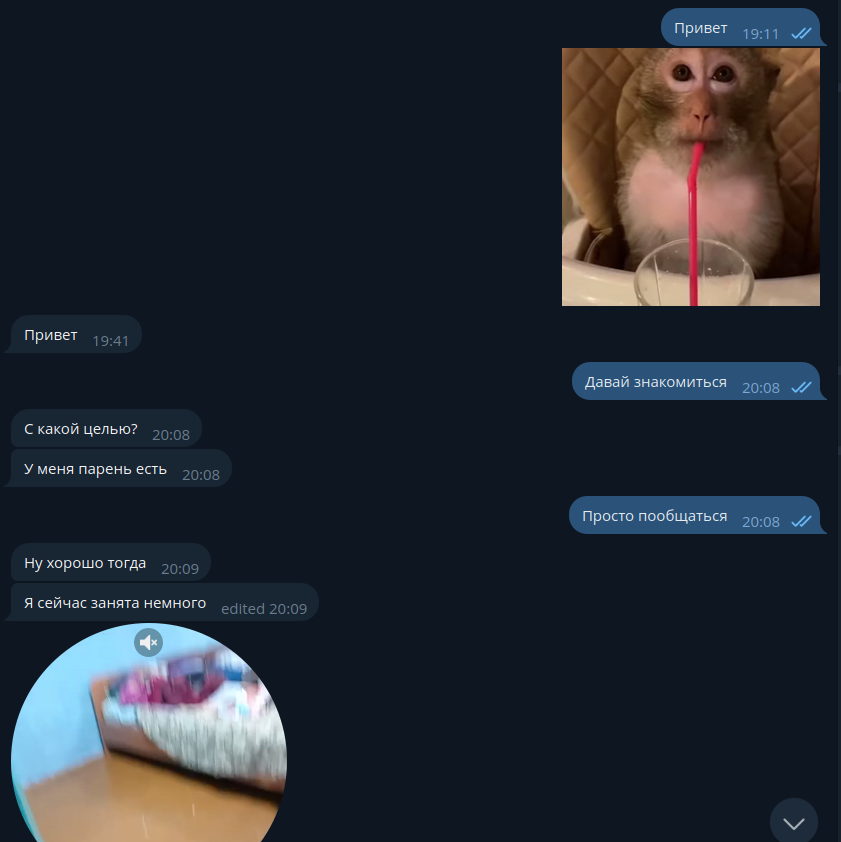 Привет 19:11
Привет 19:41
Давай знакомиться 20:08
С какой целью? 20:08
У меня парень есть 20:08
Просто пообщаться 20:08
Ну хорошо тогда 20:09
Я сейчас занята немного edited 20:09